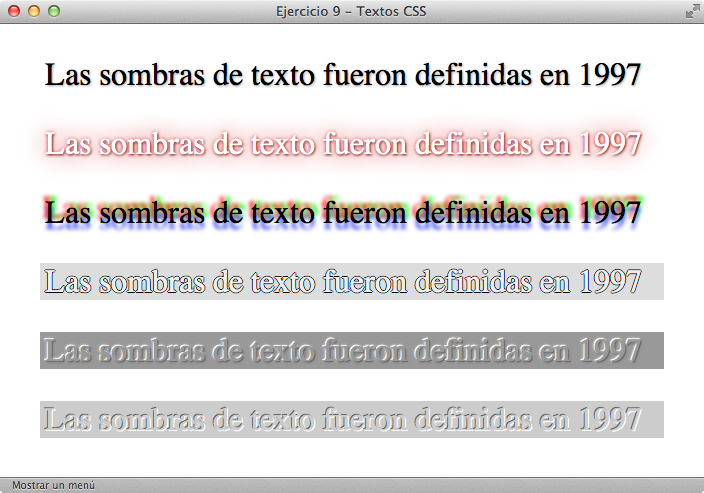 Ejercicio 9 – Textos CSS
Las sombras de texto fueron definidas en 1997
Las sombras de texto fueron definidas en 1997
Las sombras de texto fueron definidas en 1997
Las sombras de texto fueron definidas en 1997
Las sombras de texto fueron definidas en 1997
Las sombras de texto fueron definidas en 1997
Mostrar un menú